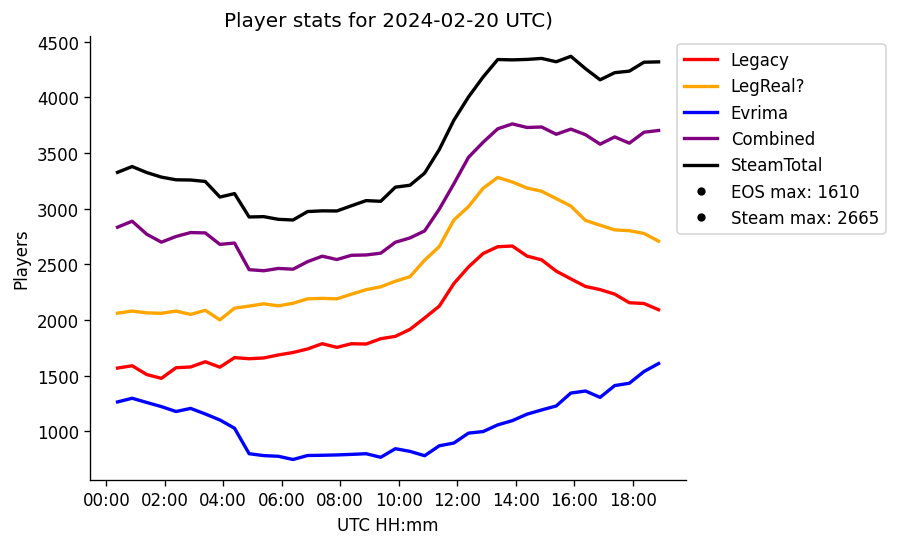 Player stats for 2024-02-20 UTC)
4500
4000
3500
3000
2500
2000
1500
1000
Players
00:00 02:00 04:00 06:00 08:00 10:00 12:00 14:00 16:00 18:00
UTC HH:mm
Legacy
LegReal?
Evrima
Combined
SteamTotal
EOS max: 1610
Steam max: 2665